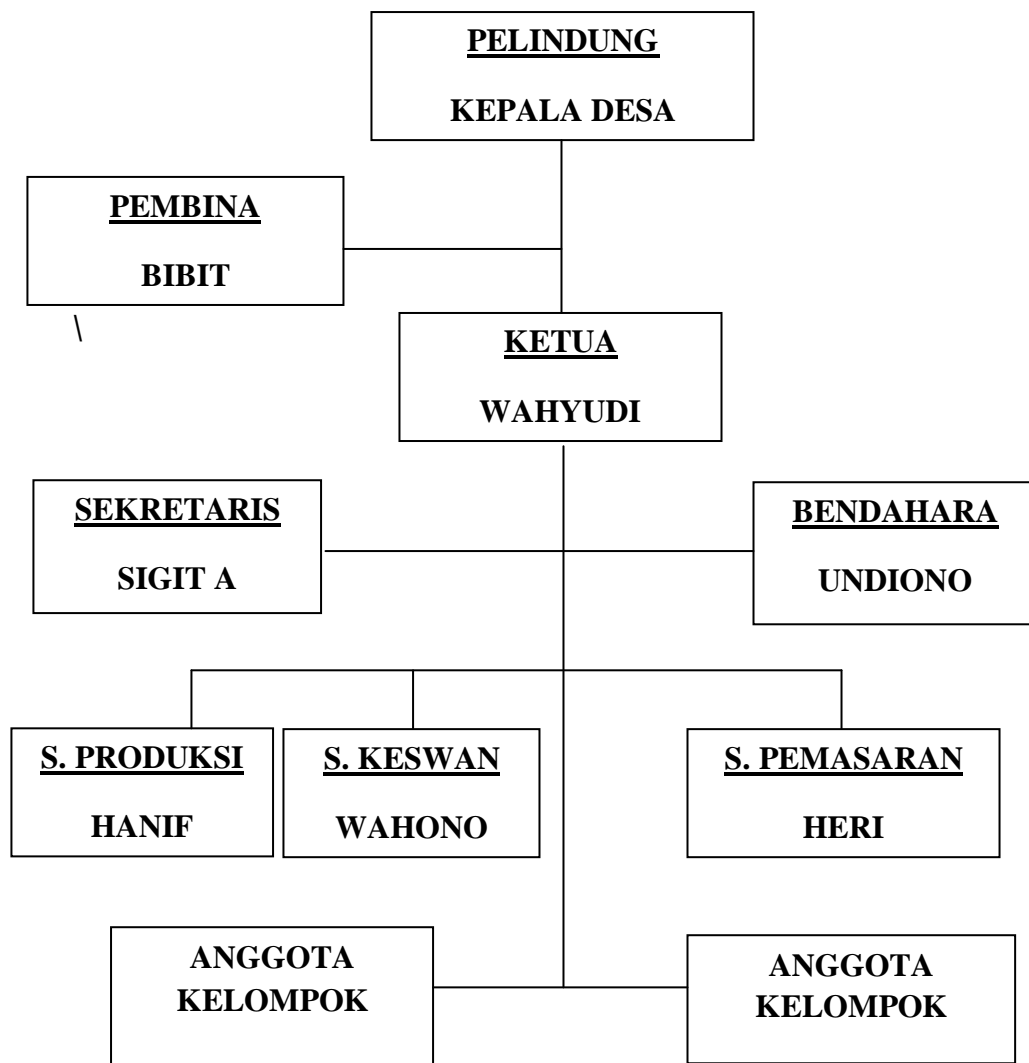 PELINDUNG
KEPALA DESA
PEMBINA
BIBIT
\
KETUA
WAHYUDI
SEKRETARIS
SIGIT A
BENDAHARA
UNDIONO
S. PRODUKSI
HANIF
S. KESWAN
WAHONO
S. PEMASARAN
HERI
ANGGOTA
KELOMPOK
ANGGOTA
KELOMPOK